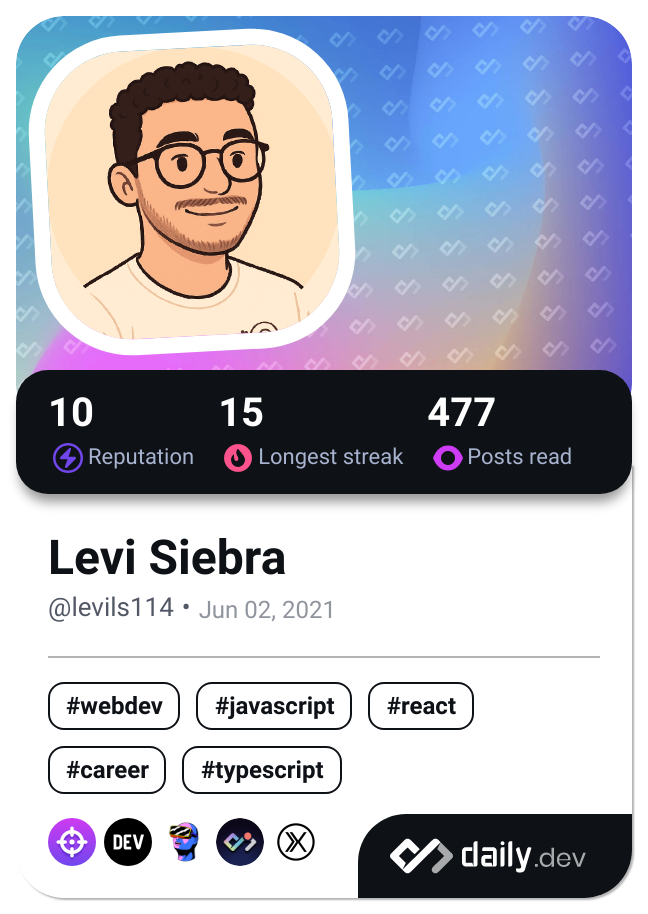 10 15 477
Reputation Longest streak Posts read
Levi Siebra
@levils114 • Jun 02, 2021
#webdev #javascript #react
#career #typescript
DEV
daily.dev